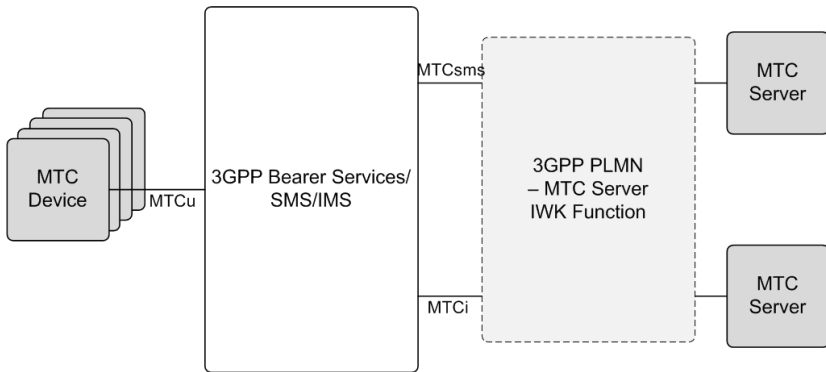 MTC
Device
MTCu
3GPP Bearer Services/
SMS/IMS
MTCsms
MTCi
3GPP PLMN
– MTC Server
IWK Function
MTC
Server
MTC
Server